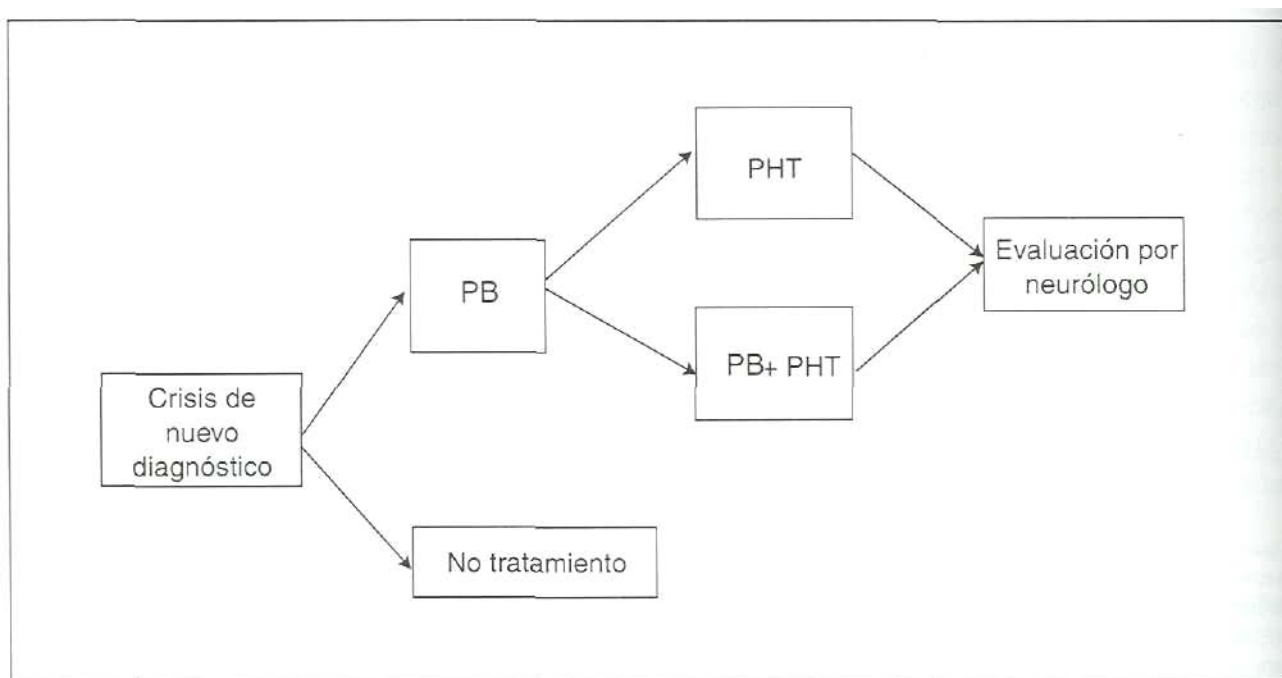 Crisis de
nuevo
diagnóstico
PB
No tratamiento
PHT
PB+ PHT
Evaluación por
neurólogo